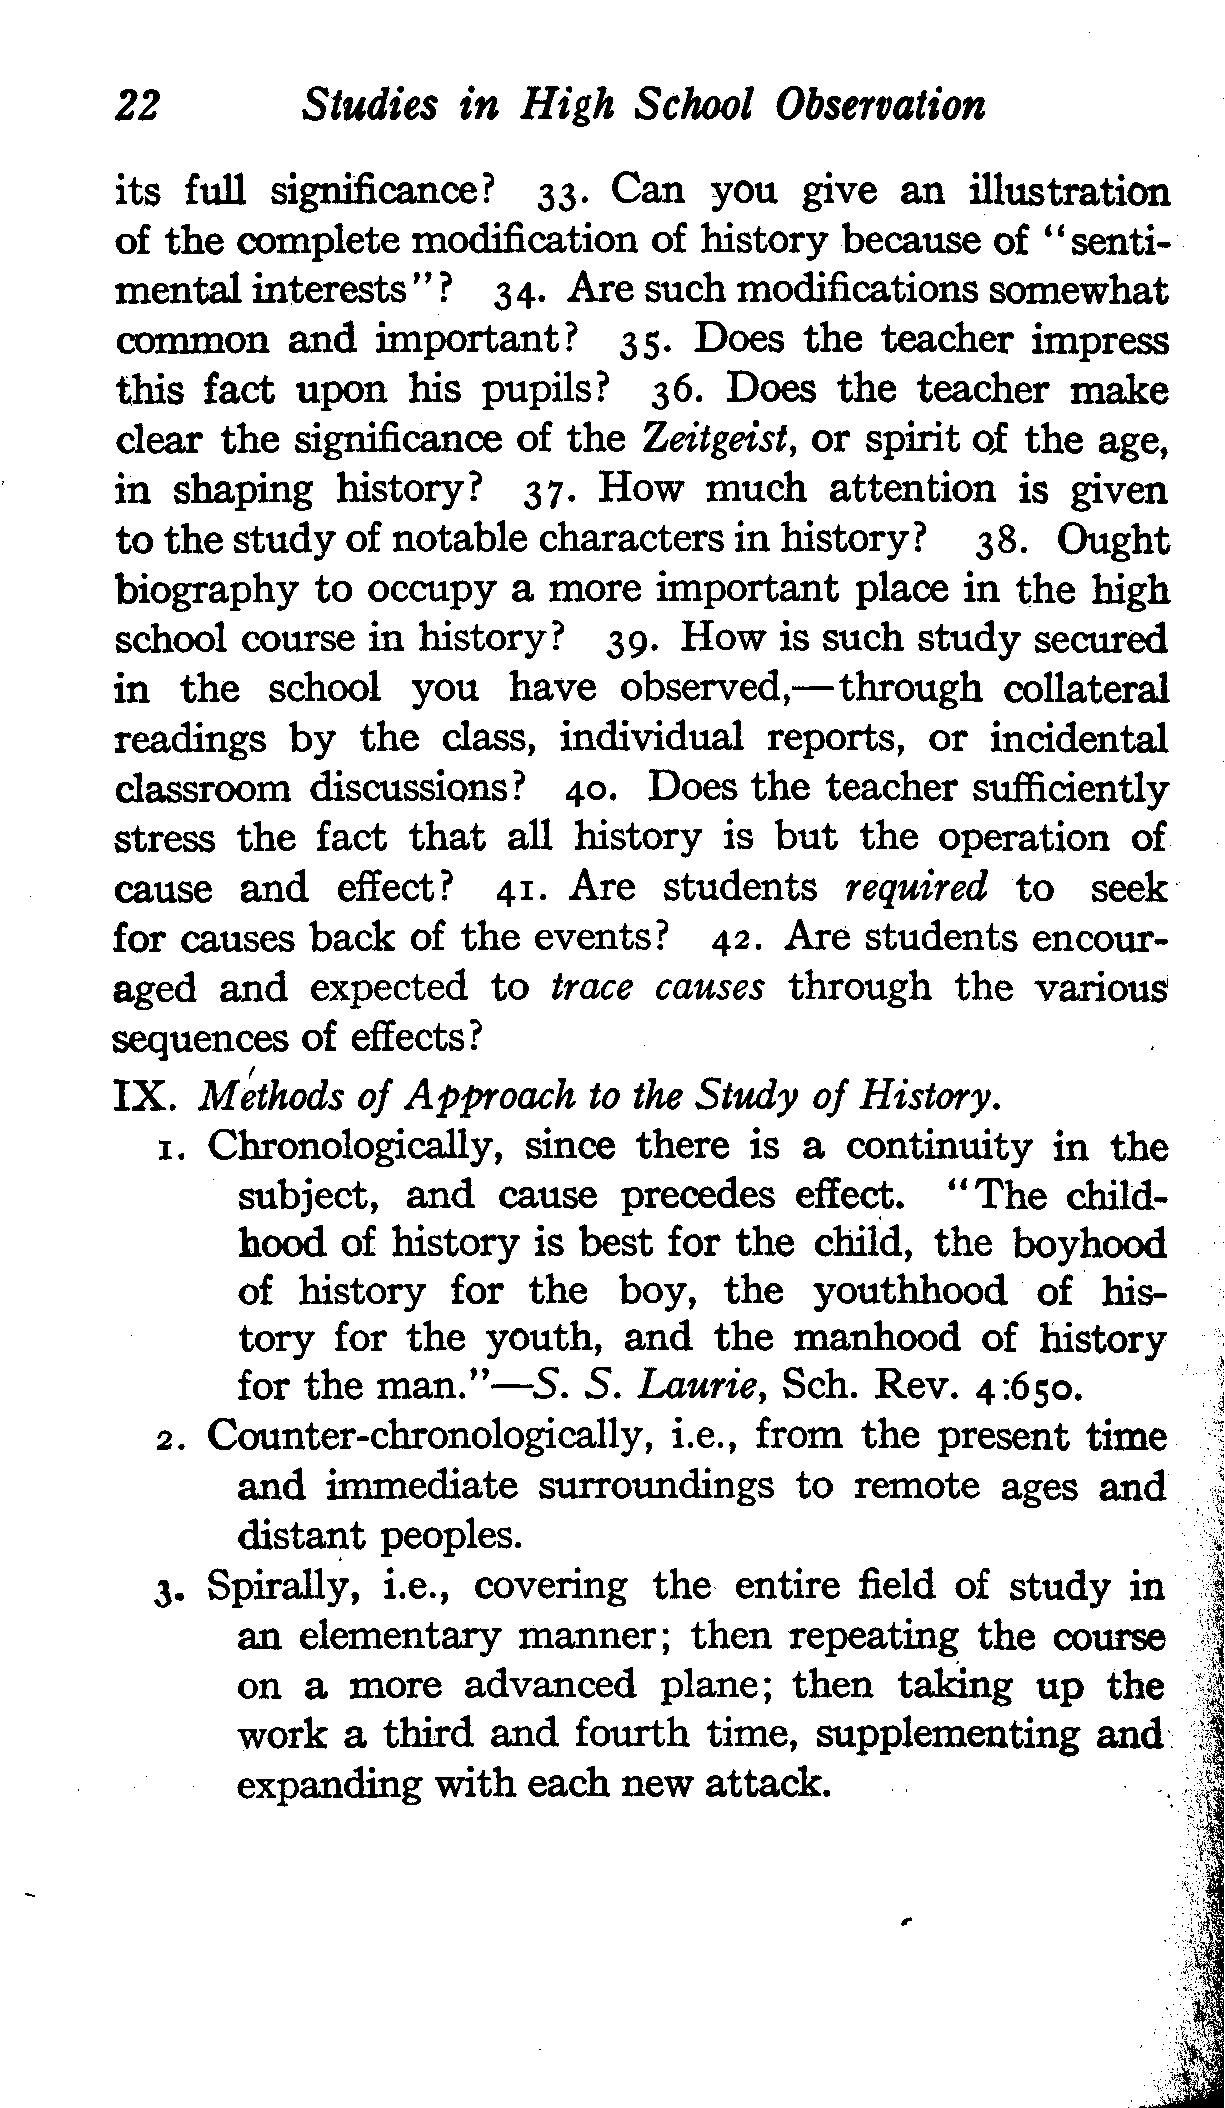 22 Studies in High School Observation
its full significance? 33. Can you give an illustration
of the complete modification of history because of "senti-
mental interests"? 34. Are such modifications somewhat
common and important? 35. Does the teacher impress
this fact upon his pupils? 36. Does the teacher make
clear the significance of the Zeitgeist, or spirit of the age,
in shaping history? 37. How much attention is given
to the study of notable characters in history? 38. Ought
biography to occupy a more important place in the high
school course in history? 39. How is such study secured
in the school you have observed,—through collateral
readings by the class, individual reports, or incidental
classroom discussions? 40. Does the teacher sufficiently
stress the fact that all history is but the operation of
cause and effect? 41. Are students required to seek
for causes back of the events? 42. Are students encour-
aged and expected to trace causes through the various
sequences of effects?
IX. Methods of Approach to the Study of History.
1. Chronologically, since there is a continuity in the
subject, and cause precedes effect. "The child-
hood of history is best for the child, the boyhood
of history for the boy, the youthhood of his-
tory for the youth, and the manhood of history
for the man."—S. S. Laurie, Sch. Rev. 4:650.
2. Counter-chronologically, i.e., from the present time
and immediate surroundings to remote ages and
distant peoples.
3. Spirally, i.e., covering the entire field of study in
an elementary manner; then repeating the course
on a more advanced plane; then taking up the
work a third and fourth time, supplementing and
expanding with each new attack.